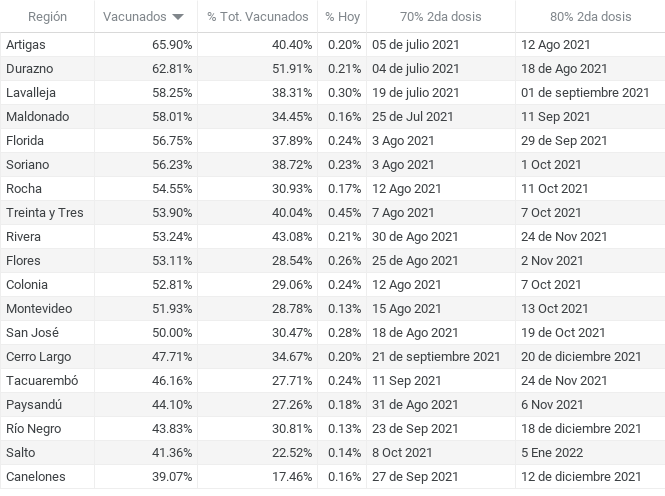 Región Vacunados % Tot. Vacunados % Hoy 70% 2da dosis 80% 2da dosis
Artigas 65.90% 40.40% 0.20% 05 de julio 2021 12 Ago 2021
Durazno 62.81% 51.91% 0.21% 04 de julio 2021 18 de Ago 2021
Lavalleja 58.25% 38.31% 0.30% 19 de julio 2021 01 de septiembre 2021
Maldonado 58.01% 34.45% 0.16% 25 de Jul 2021 11 Sep 2021
Florida 56.75% 37.89% 0.24% 3 Ago 2021 29 de Sep 2021
Soriano 56.23% 38.72% 0.23% 3 Ago 2021 1 Oct 2021
Rocha 54.55% 30.93% 0.17% 12 Ago 2021 11 Oct 2021
Treinta y Tres 53.90% 40.04% 0.45% 7 Ago 2021 7 Oct 2021
Rivera 53.24% 43.08% 0.21% 30 de Ago 2021 24 de Nov 2021
Flores 53.11% 28.54% 0.26% 25 de Ago 2021 2 Nov 2021
Colonia 52.81% 29.06% 0.24% 12 Ago 2021 7 Oct 2021
Montevideo 51.93% 28.78% 0.13% 15 Ago 2021 13 Oct 2021
San José 50.00% 30.47% 0.28% 18 de Ago 2021 19 de Oct 2021
Cerro Largo 47.71% 34.67% 0.20% 21 de septiembre 2021 20 de diciembre 2021
Tacuarembó 46.16% 27.71% 0.24% 11 Sep 2021 24 de Nov 2021
Paysandú 44.10% 27.26% 0.18% 31 de Ago 2021 6 Nov 2021
Río Negro 43.83% 30.81% 0.13% 23 de Sep 2021 18 de diciembre 2021
Salto 41.36% 22.52% 0.14% 8 Oct 2021 5 Ene 2022
Canelones 39.07% 17.46% 0.16% 27 de Sep 2021 12 de diciembre 2021